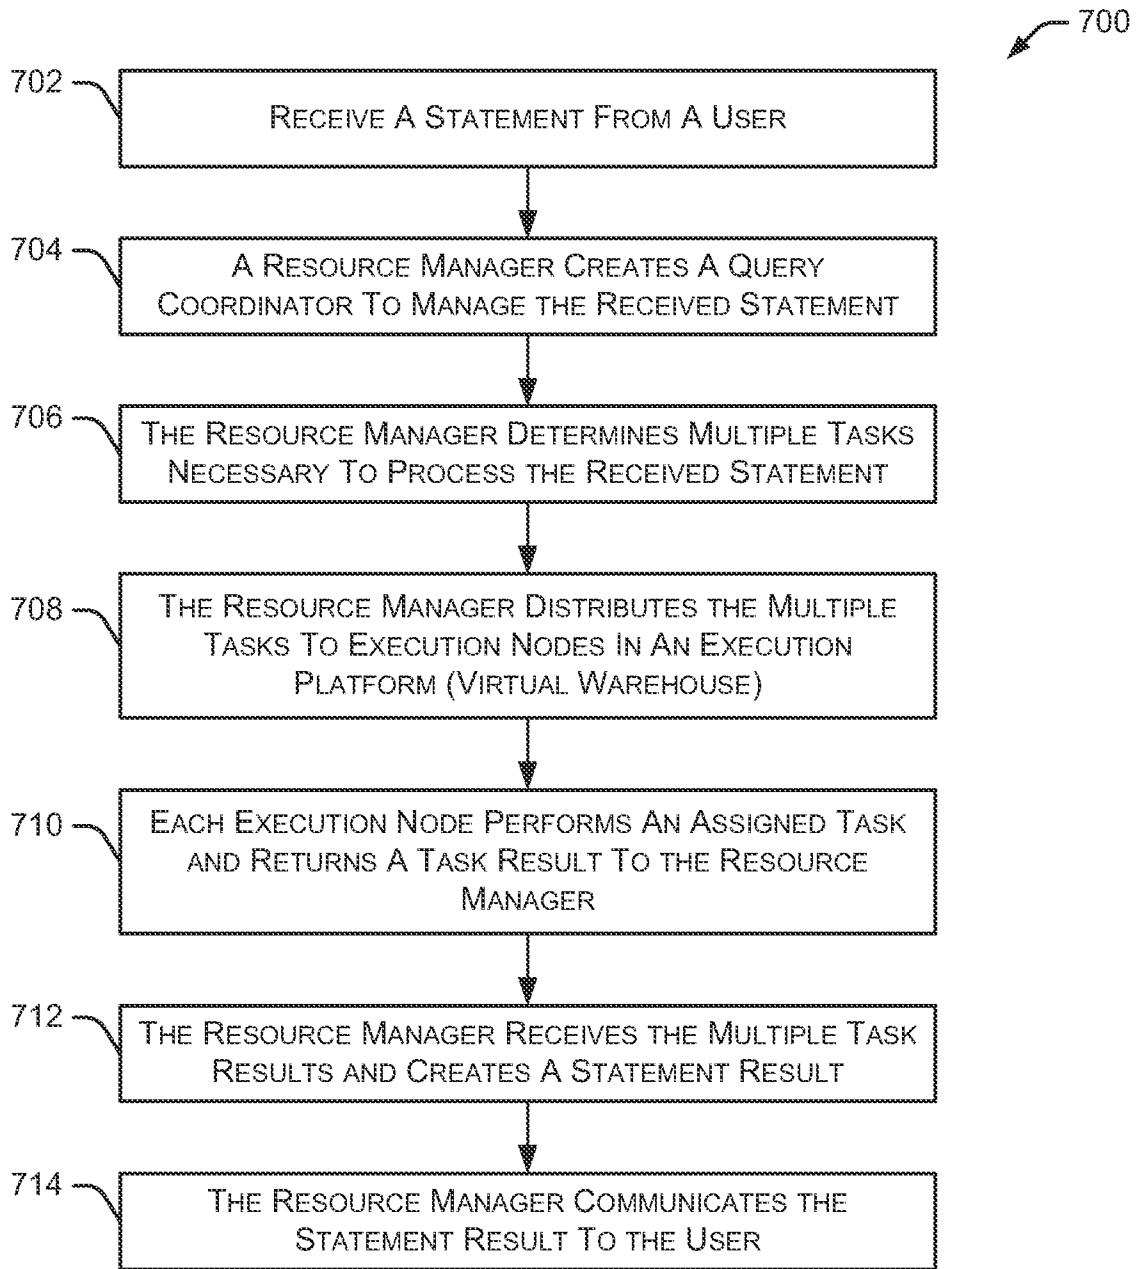 700
702
RECEIVE A STATEMENT FROM A USER
704
A RESOURCE MANAGER CREATES A QUERY
COORDINATOR TO MANAGE THE RECEIVED STATEMENT
706
THE RESOURCE MANAGER DETERMINES MULTIPLE TASKS
NECESSARY TO PROCESS THE RECEIVED STATEMENT
708
THE RESOURCE MANAGER DISTRIBUTES THE MULTIPLE
TASKS TO EXECUTION NODES IN AN EXECUTION
PLATFORM (VIRTUAL WAREHOUSE)
710
EACH EXECUTION NODE PERFORMS AN ASSIGNED TASK
AND RETURNS A TASK RESULT TO THE RESOURCE
MANAGER
712
THE RESOURCE MANAGER RECEIVES THE MULTIPLE TASK
RESULTS AND CREATES A STATEMENT RESULT
714
THE RESOURCE MANAGER COMMUNICATES THE
STATEMENT RESULT TO THE USER